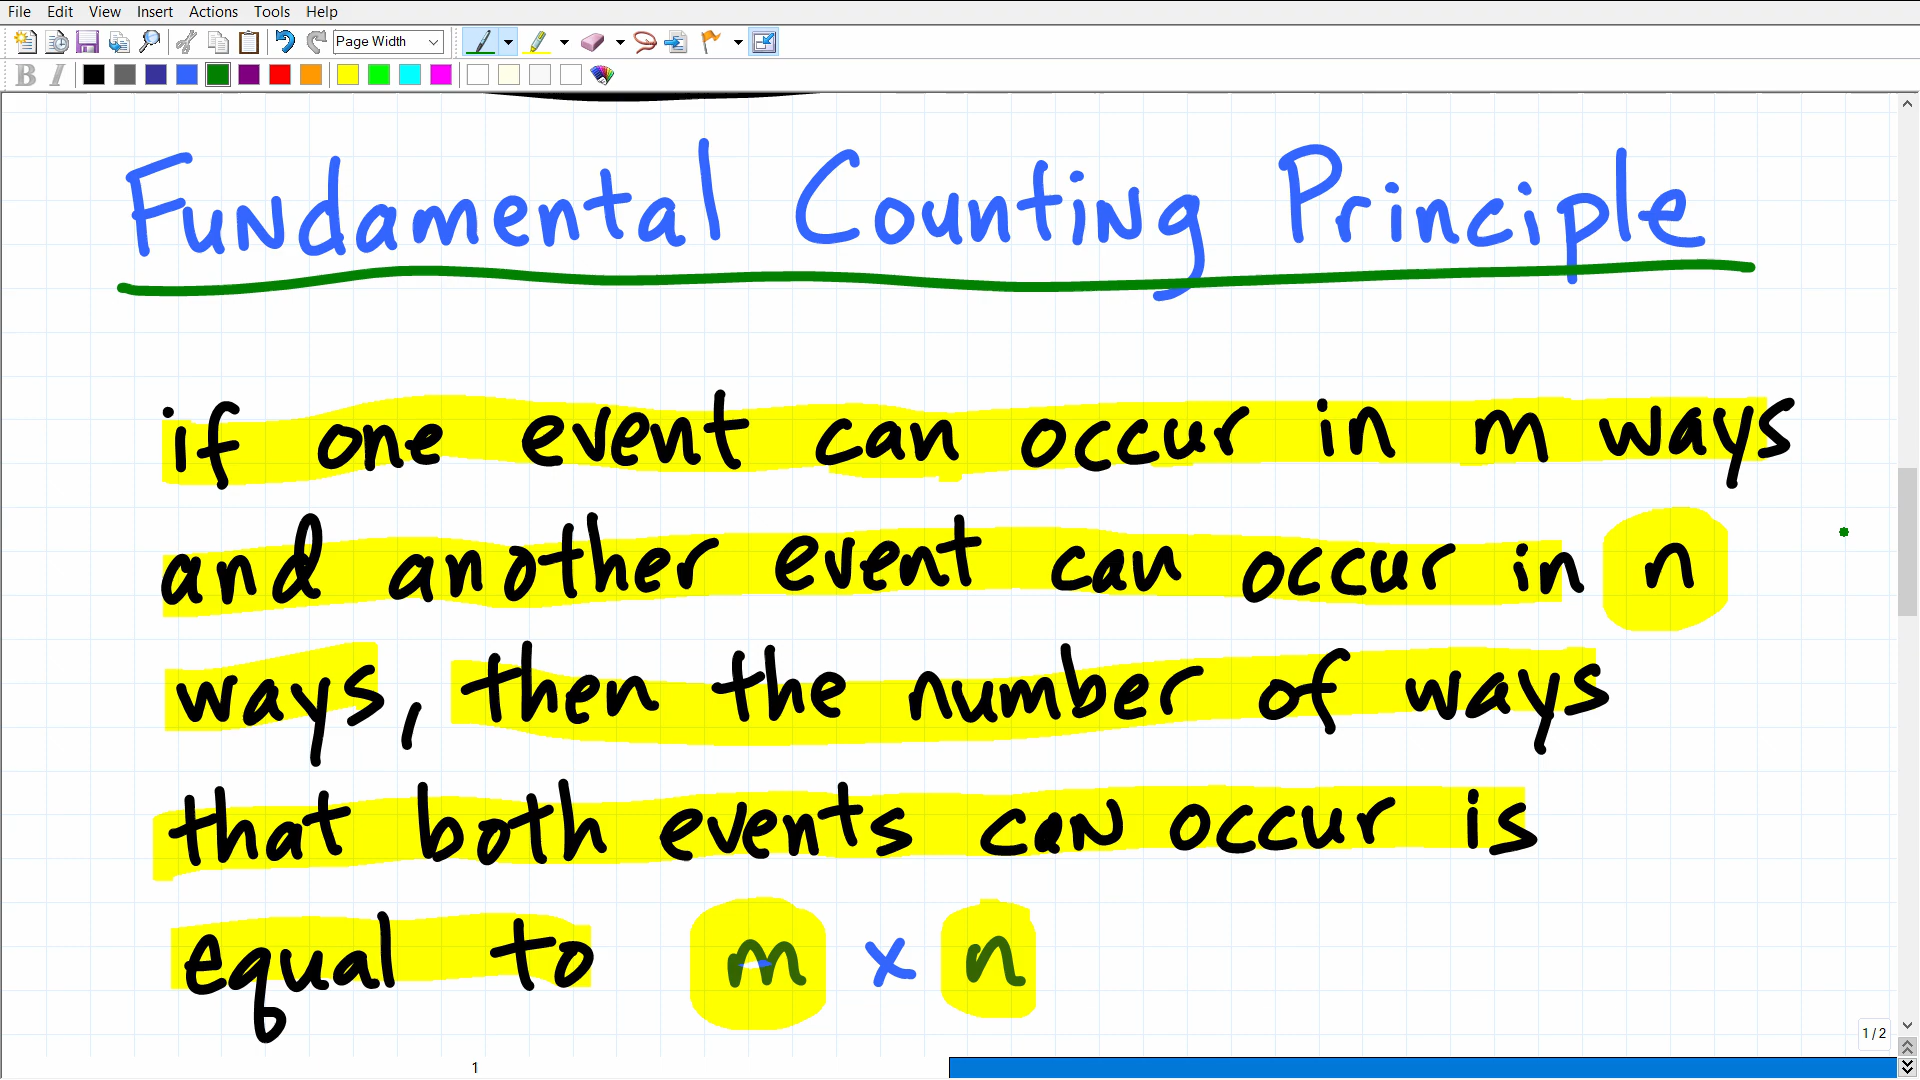 File Edit View Insert Actions Tools Help
Page Width
B I
Fundamental Counting Principle
if one event can occur in m ways
and another event can occur in n
ways, then the number of ways
that both events can occur is
equal to m x n
1 / 2
1